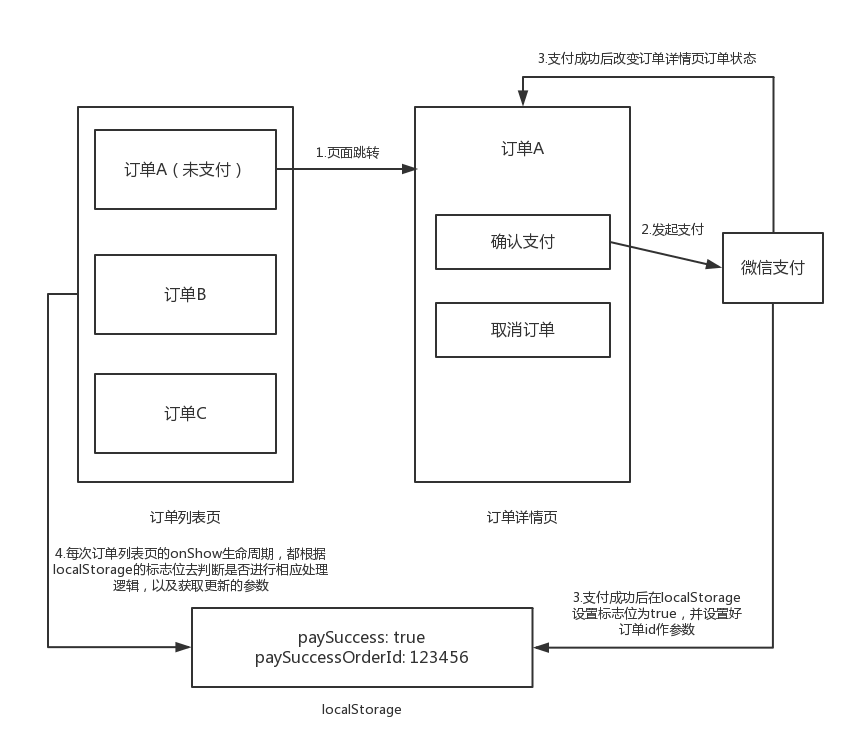 3.支付成功后改变订单详情页订单状态
订单A（未支付）
1.页面跳转
订单A
确认支付
2.发起支付
微信支付
订单B
取消订单
订单C
订单列表页
订单详情页
4.每次订单列表页的onShow生命周期，都根据
localStorage的标志位去判断是否进行相应处理
逻辑，以及获取更新的参数
3.支付成功后在localStorage
设置标志位为true，并设置好
订单id作参数
paySuccess: true
paySuccessOrderId: 123456
localStorage